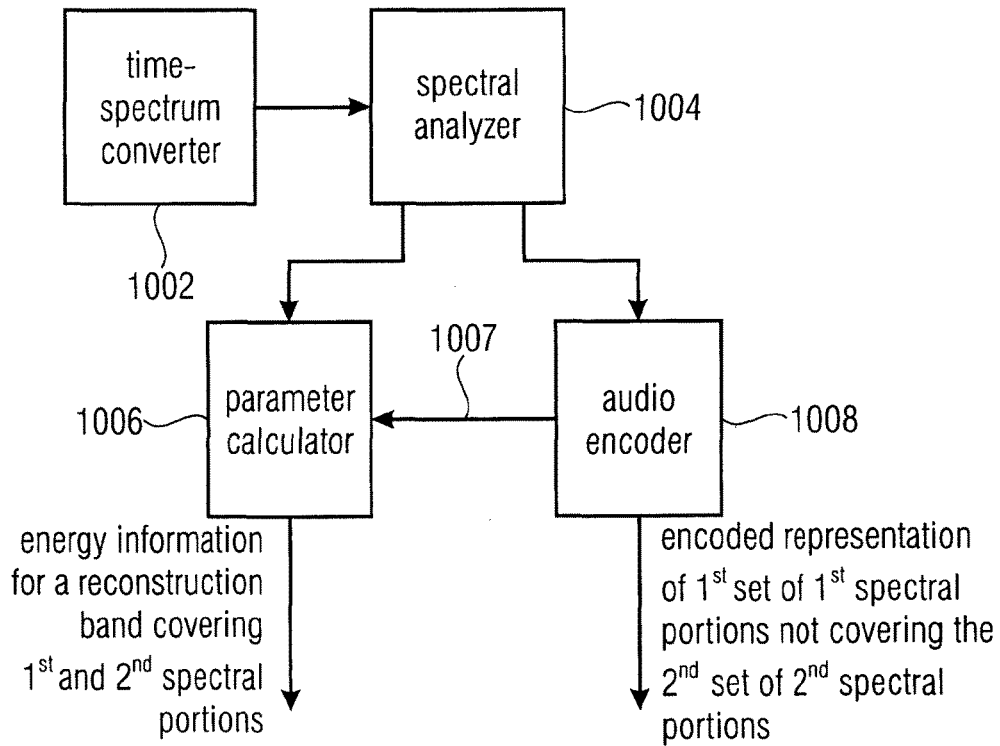 time-
spectrum
converter
spectral
analyzer
1004
1002
1007
1006
parameter
calculator
audio
encoder
1008
energy information
for a reconstruction
band covering
1st and 2nd spectral
portions
encoded representation
of 1st set of 1st spectral
portions not covering the
2nd set of 2nd spectral
portions